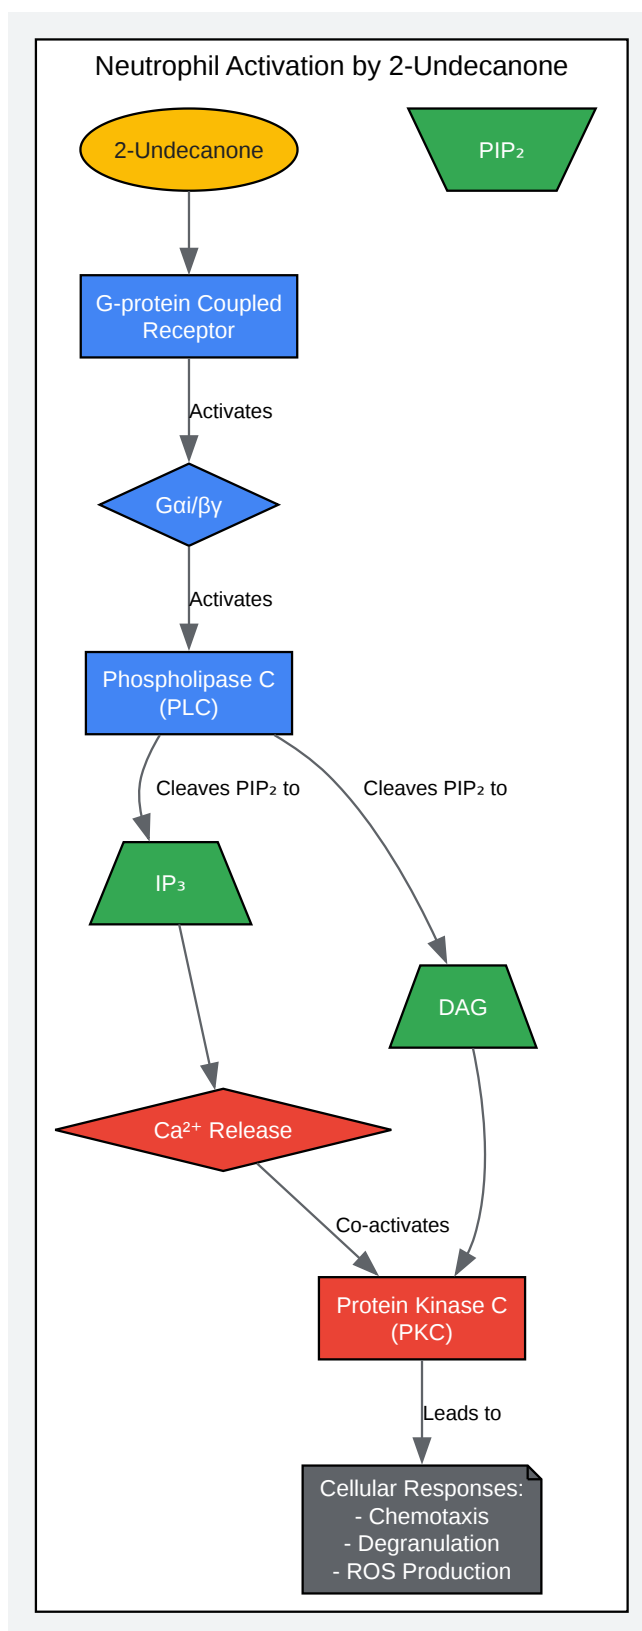 Neutrophil Activation by 2-Undecanone
2-Undecanone
PIP₂
G-protein Coupled
Receptor
Activates
Gαi/βγ
Activates
Phospholipase C
(PLC)
Cleaves PIP₂ to
Cleaves PIP₂ to
IP₃
DAG
Ca²⁺ Release
Co-activates
Protein Kinase C
(PKC)
Leads to
Cellular Responses:
- Chemotaxis
- Degranulation
- ROS Production